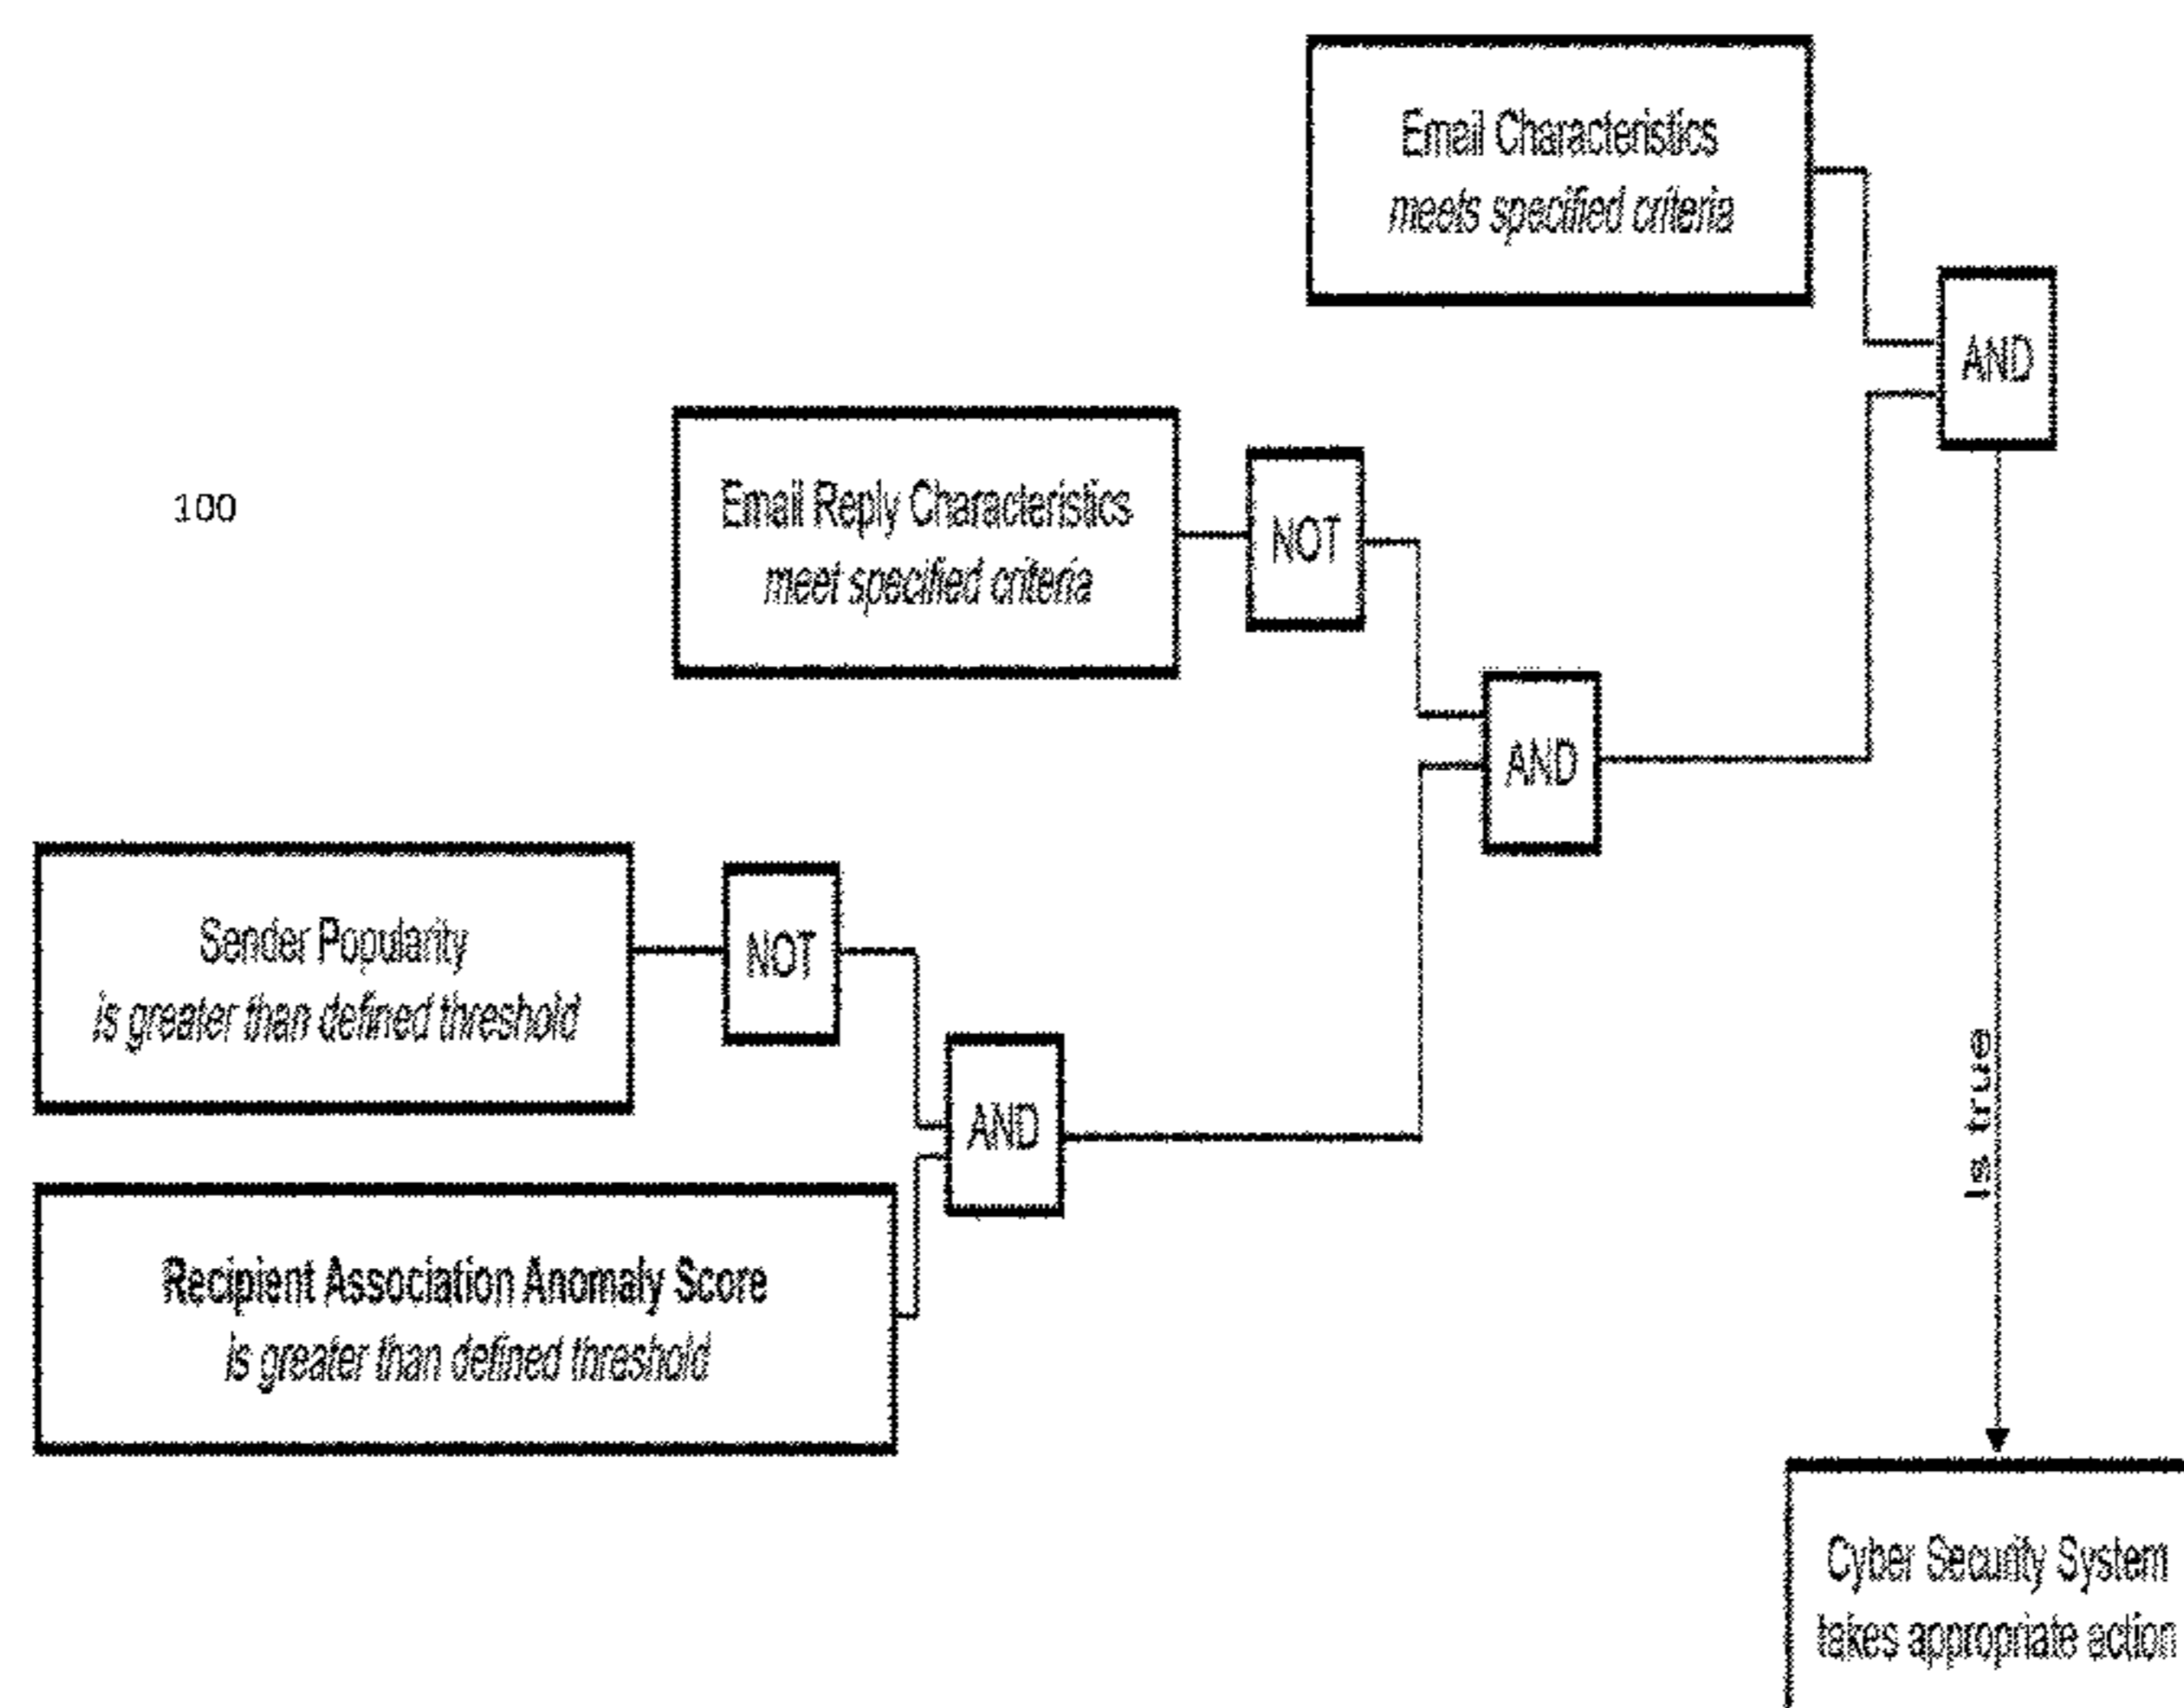 Email Characteristics
meets specified criteria
AND
100
Email Reply Characteristics
meet specified criteria
NOT
AND
Sender Popularity
is greater than defined threshold
NOT
AND
Recipient Association Anomaly Score
is greater than defined threshold
Is true
Cyber Security System
takes appropriate action